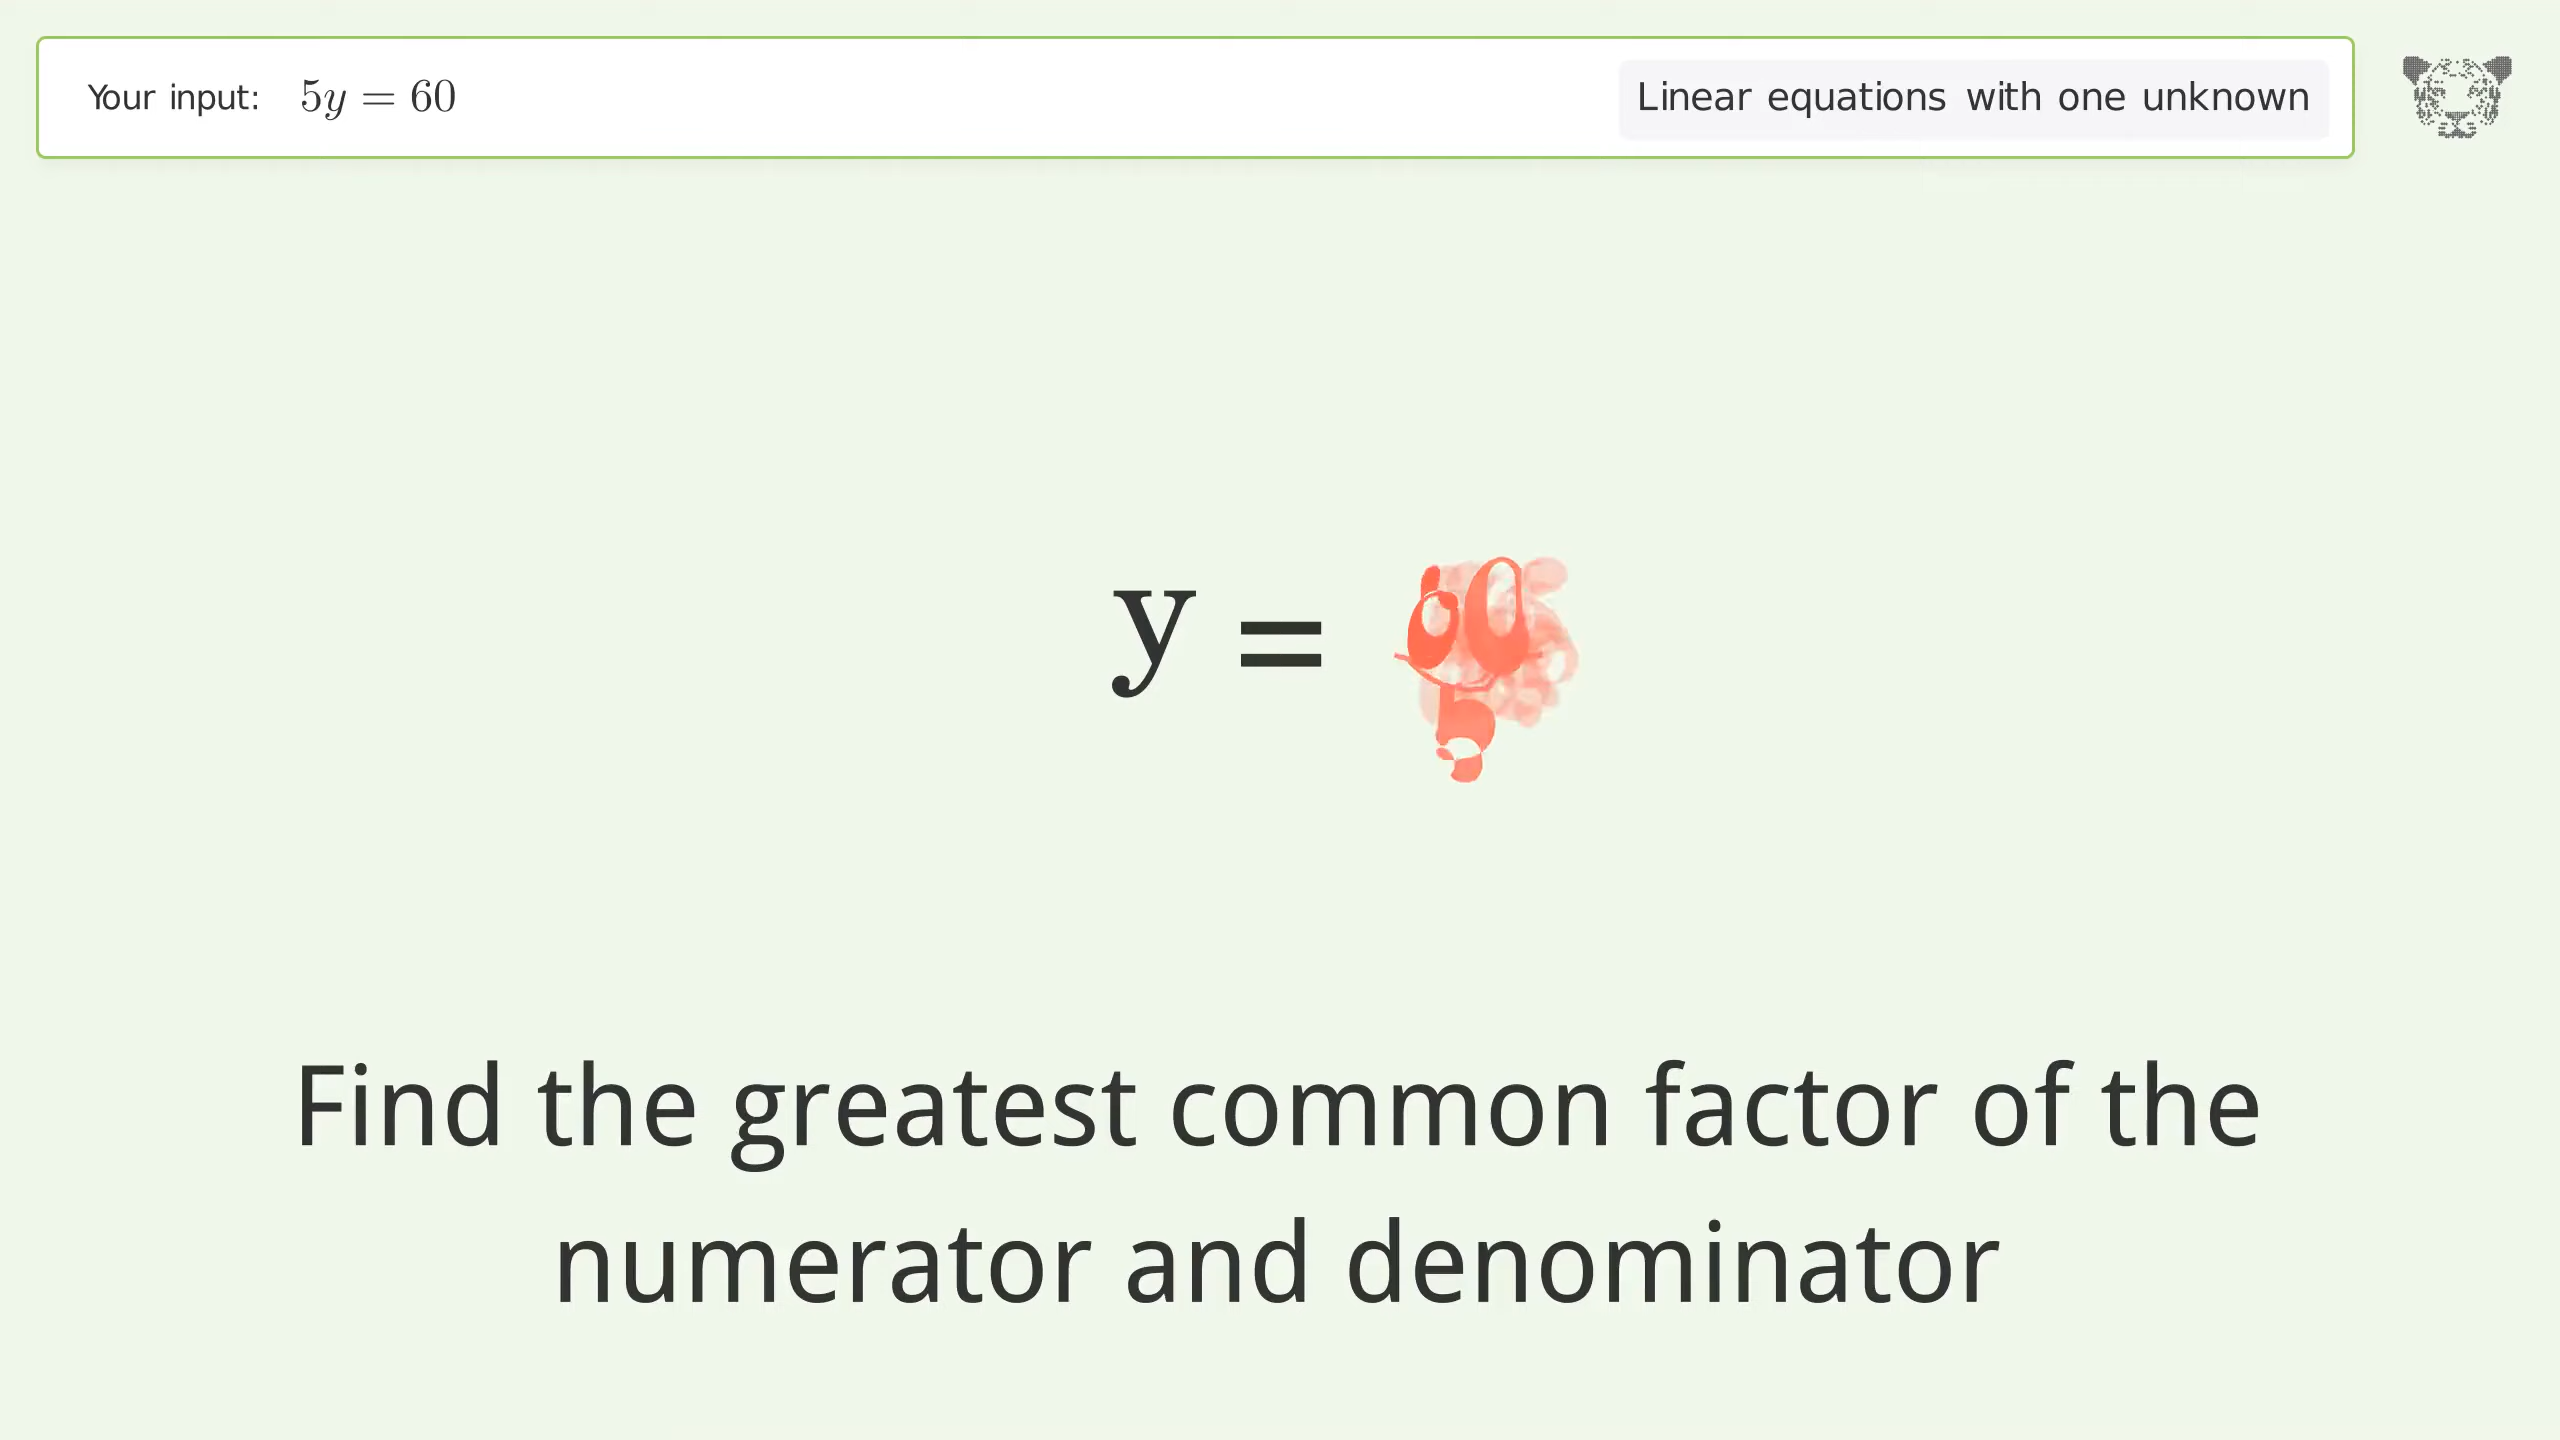 Your input: 5y = 60
Linear equations with one unknown
y =
Find the greatest common factor of the
numerator and denominator